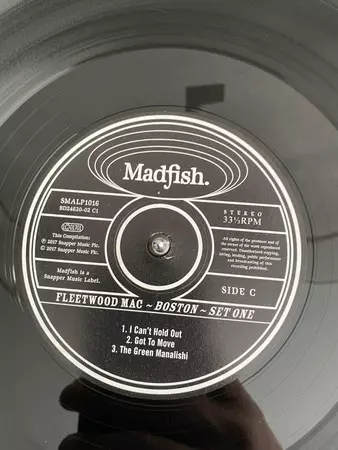 Madfish.
SMALP1016
BD24620-02 C1
This Compilation:
℗ 2017 Snapper Music Plc.
© 2017 Snapper Music Plc.
Madfish is a
Snapper Music Label.
STEREO
33⅓RPM
All rights of the producer and of
the owner of the work reproduced
reserved. Unauthorised copying,
hiring, lending, public performance
and broadcasting of this
recording prohibited.
SIDE C
FLEETWOOD MAC ~ BOSTON ~ SET ONE
1. I Can't Hold Out
2. Got To Move
3. The Green Manalishi